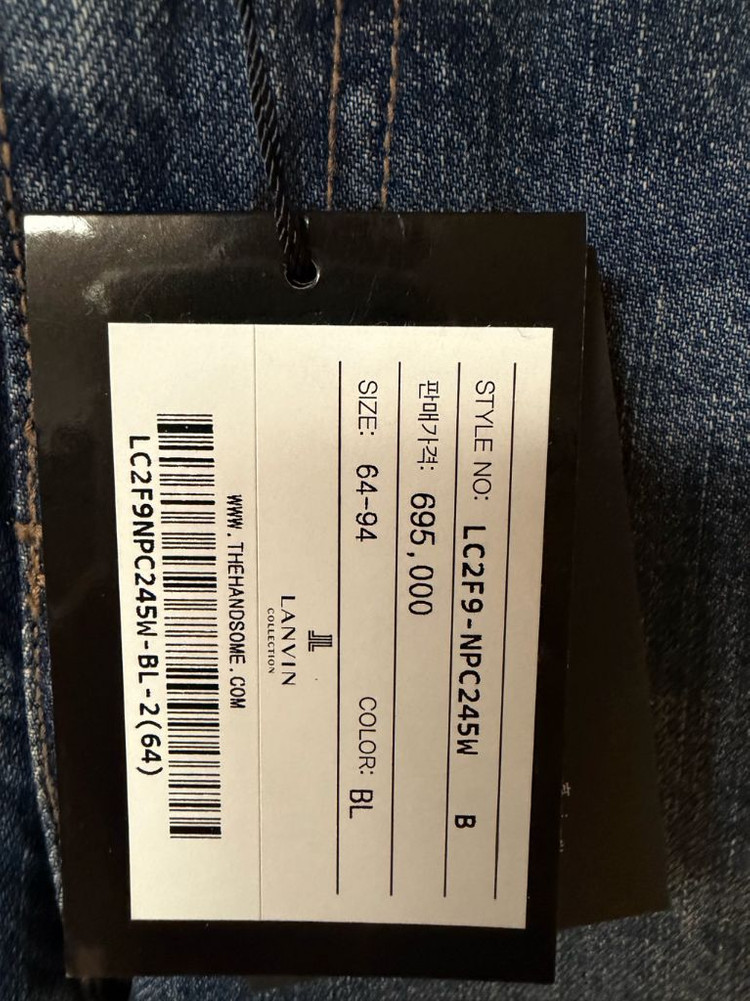 STYLE NO: LC2F9-NPC245W B
판매가격: 695,000
SIZE: 64-94 COLOR: BL
LANVIN
COLLECTION
WWW.THEHANDSOME.COM
LC2F9NPC245W-BL-2(64)